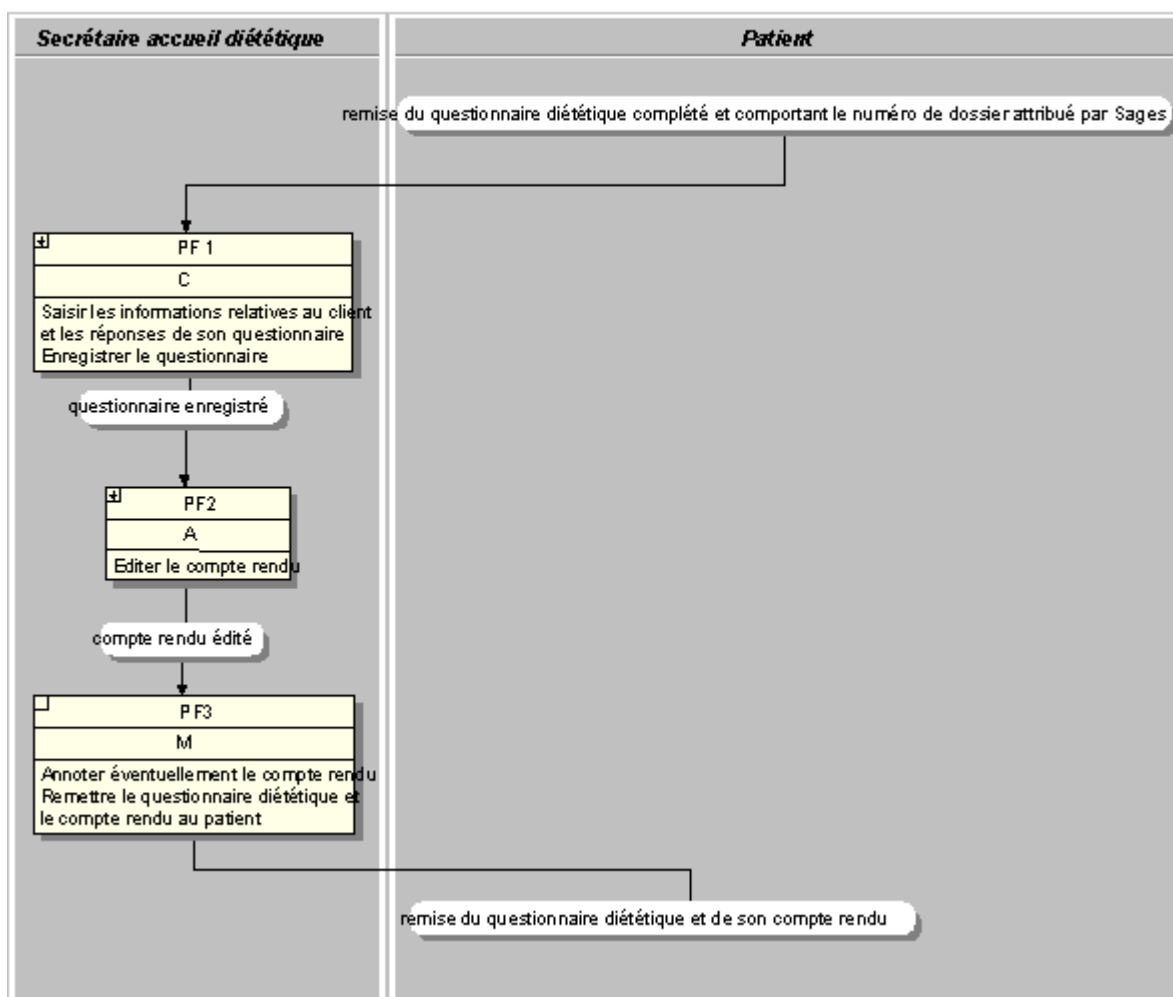 Secrétaire accueil diététique
Patient
remise du questionnaire diététique complété et comportant le numéro de dossier attribué par Sages
PF 1
C
Saisir les informations relatives au client
et les réponses de son questionnaire
Enregistrer le questionnaire
questionnaire enregistré
PF2
A
Editer le compte rendu
compte rendu édité
PF3
M
Annoter éventuellement le compte rendu
Remettre le questionnaire diététique et
le compte rendu au patient
remise du questionnaire diététique et de son compte rendu